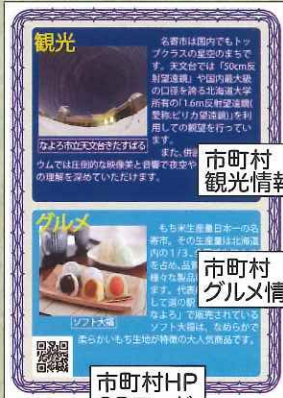 観光
名寄市は国内でもトッ
プクラスの星空のまちで
す。天文台では「50cm反
射望遠鏡」や国内最大級
の口径を誇る北海道大学
所有の「1.6m反射望遠鏡(
愛称:ピリカ望遠鏡)」を利
用しての観望を行ってい
ます。
また、併
ウムでは圧倒的な映像美と音響で夜空や
の理解を深めていただけます。
なよろ市立天文台きたすばる
市町村
観光情報
グルメ
もち米生産量日本一の名
寄市。その生産量は北海道
内の1/3、
を占め、品質
様々な製品
ます。代表
して道の駅
なよろ」で販売されている
ソフト大福は、なめらかで
柔らかいもち生地が特徴の大人気商品です。
ソフト大福
市町村
グルメ情
市町村HP